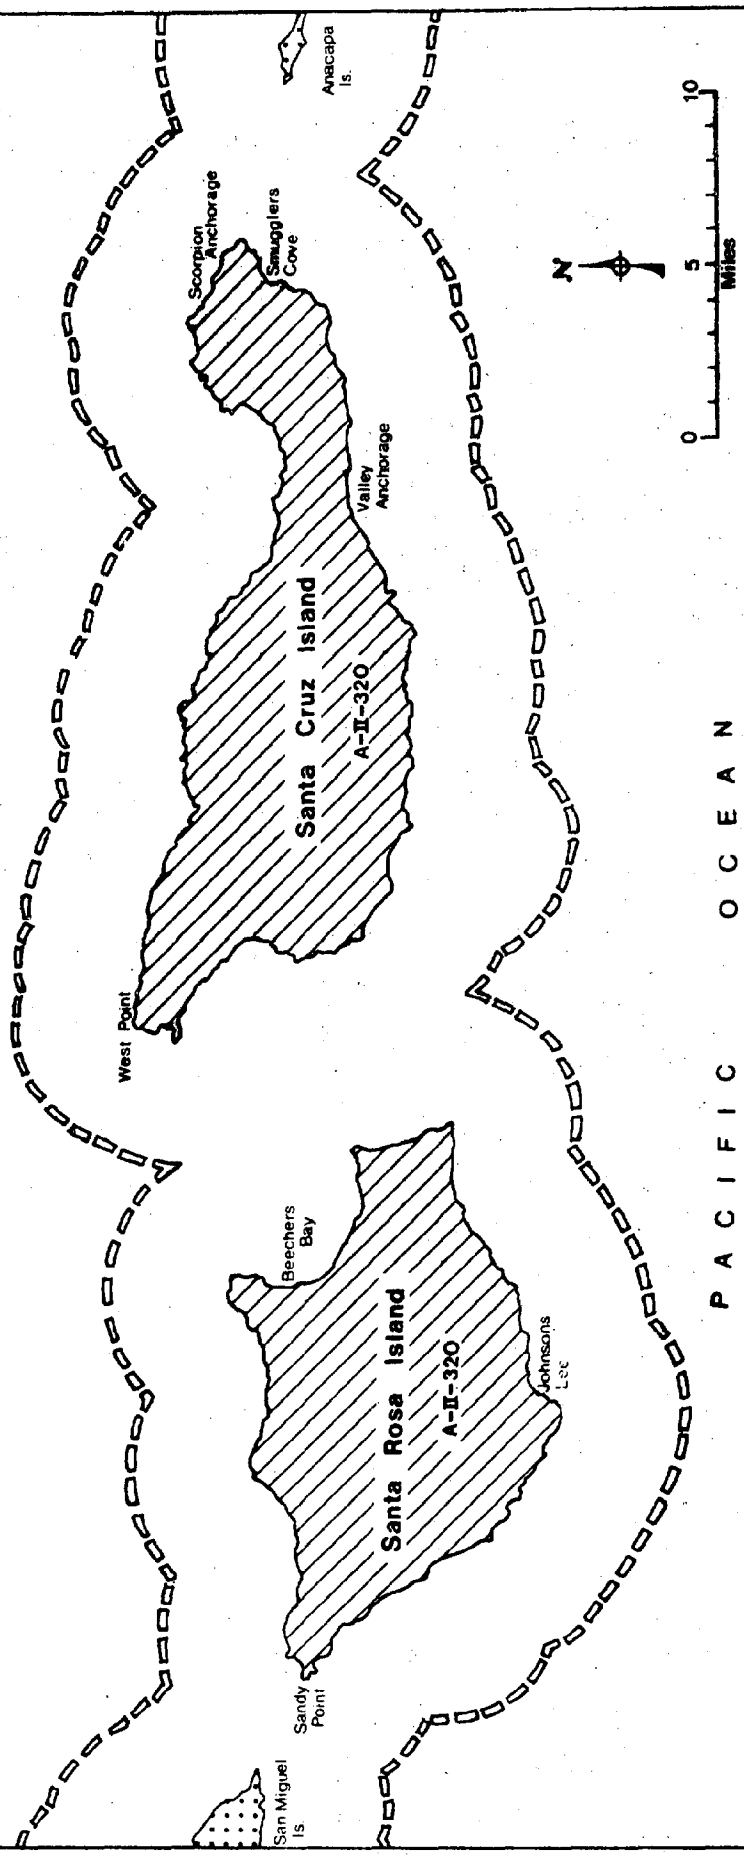 San Miguel
Is.
Sandy
Point
Santa Rosa Island
A-II-320
Johnsons
Beechers
Bay
West Point
Santa Cruz Island
A-II-320
Valley
Anchorage
Scorpion
Anchorage
Smugglers
Cove
Anacapa
Is.
N
0 5 10
Miles
PACIFIC OCEAN